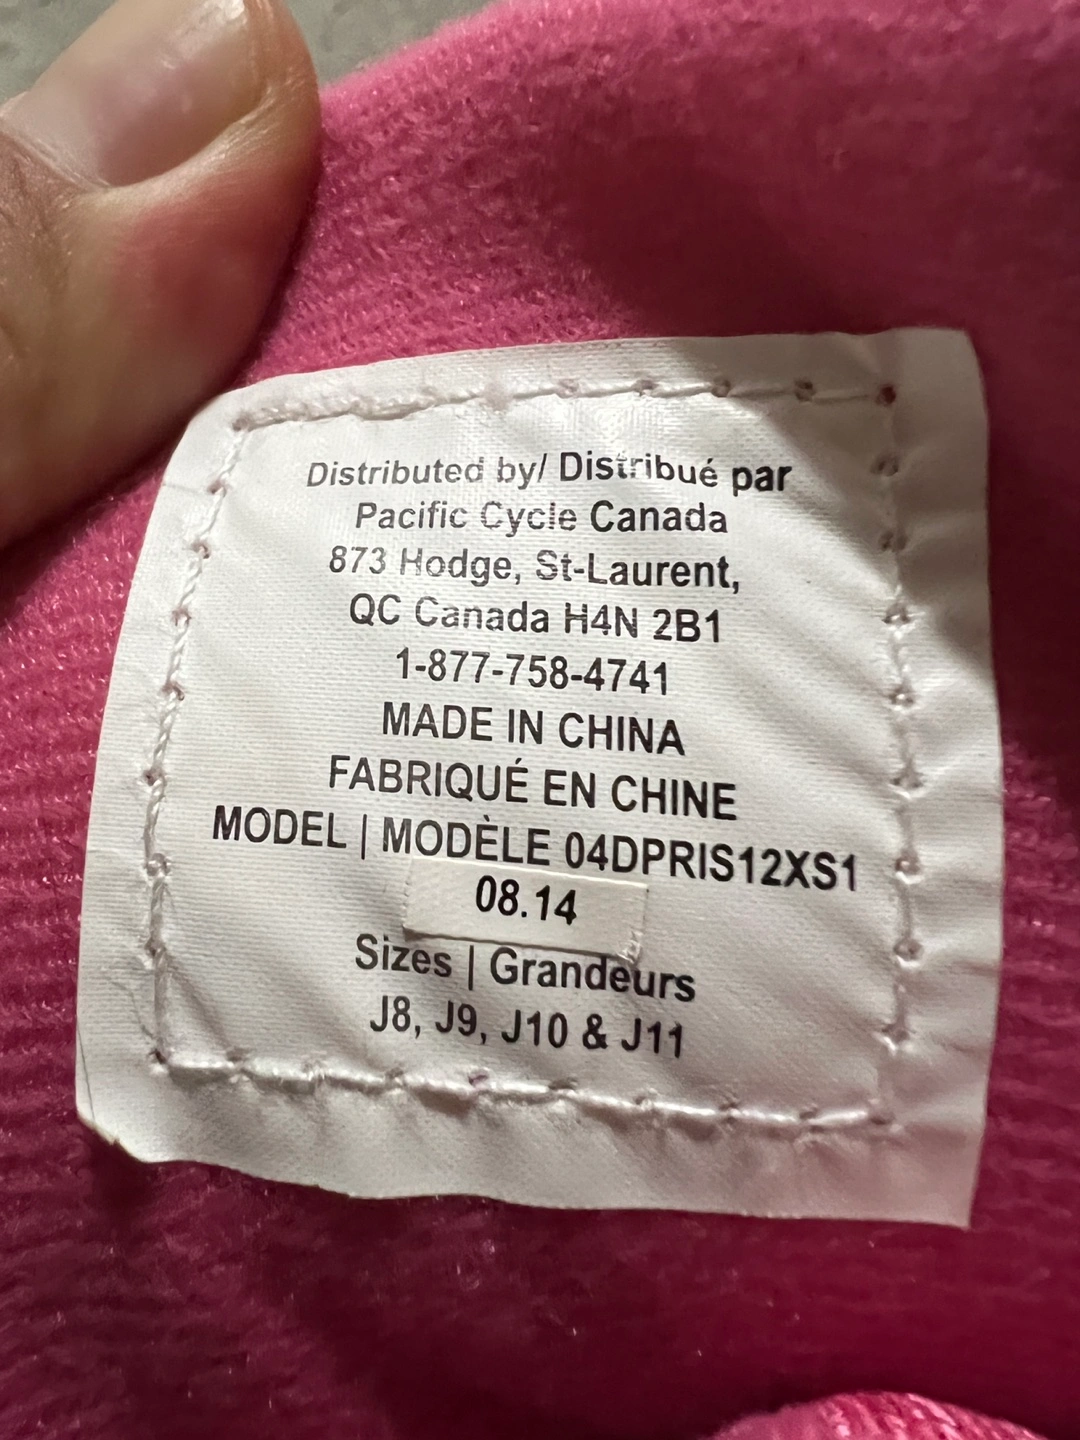 Distributed by/ Distribué par
Pacific Cycle Canada
873 Hodge, St-Laurent,
QC Canada H4N 2B1
1-877-758-4741
MADE IN CHINA
FABRIQUÉ EN CHINE
MODEL | MODÈLE 04DPRIS12XS1
08.14
Sizes | Grandeurs
J8, J9, J10 & J11